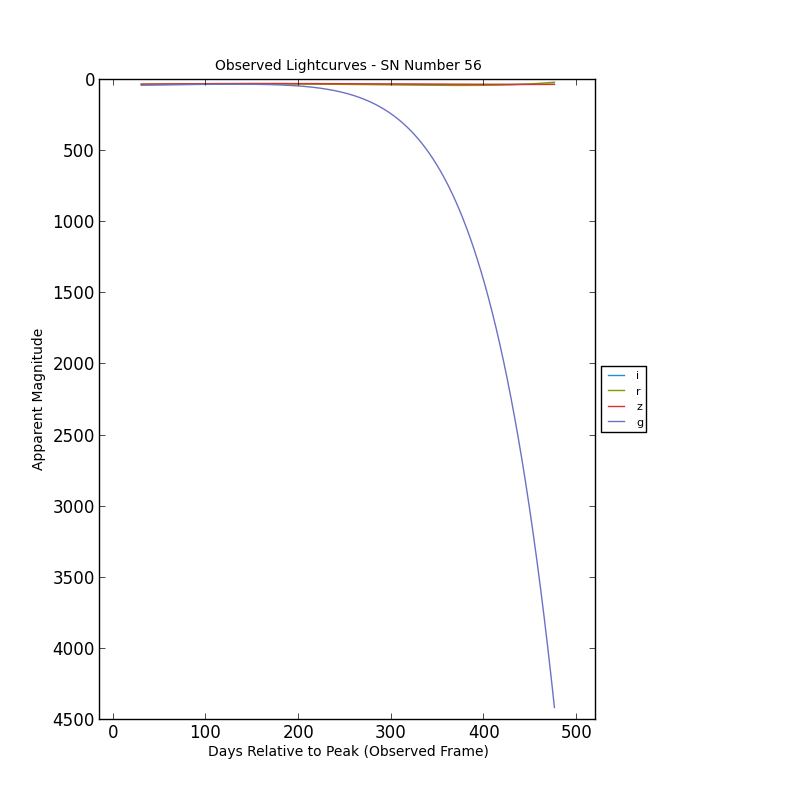 Observed Lightcurves - SN Number 56
0
500
1000
1500
2000
2500
3000
3500
4000
4500
Apparent Magnitude
0 100 200 300 400 500
Days Relative to Peak (Observed Frame)
i
r
z
g